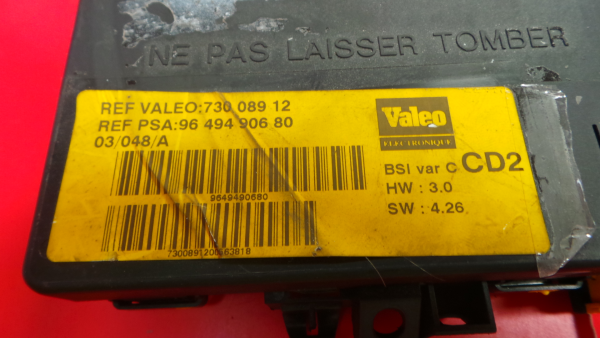 NE PAS LAISSER TOMBER
REF VALEO:730 089 12
REF PSA:96 494 906 80
03/048/A
Valeo
ELECTRONIQUE
BSI var C CD2
HW : 3.0
SW : 4.26
9649490680